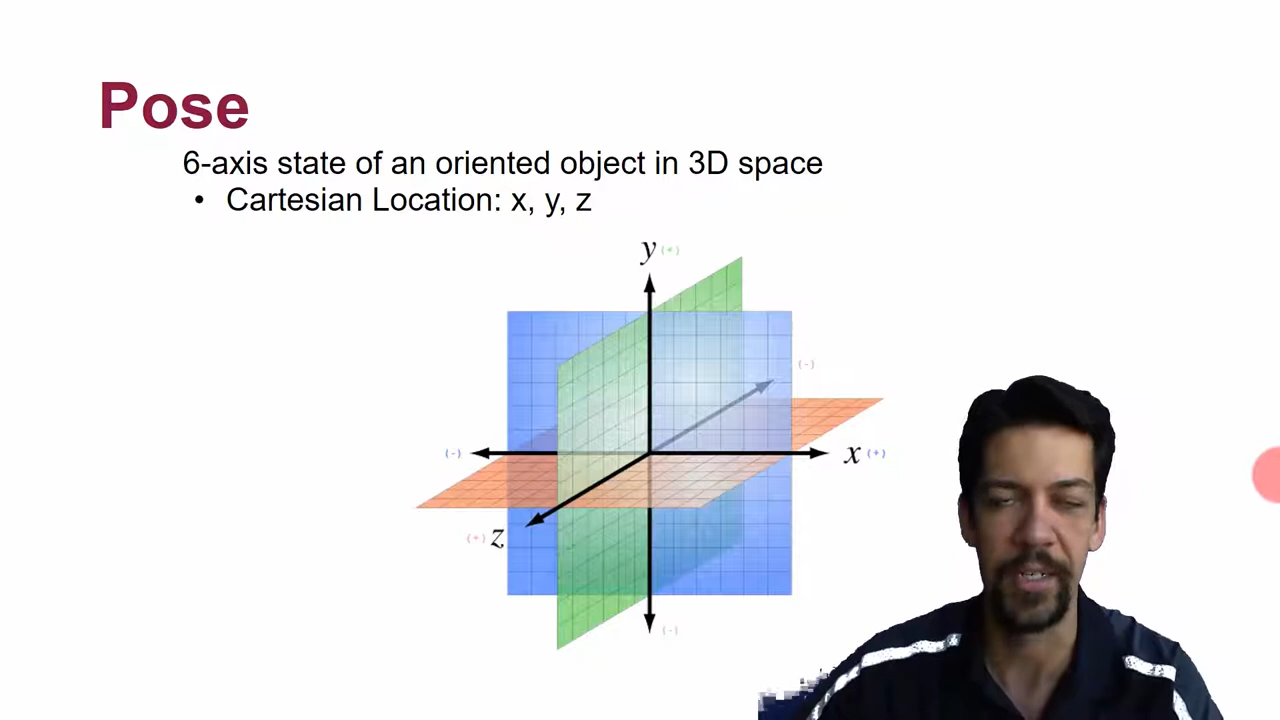 Pose
6-axis state of an oriented object in 3D space
• Cartesian Location: x, y, z
y (+)
(-)
(-) x (+)
(+) z
(-)